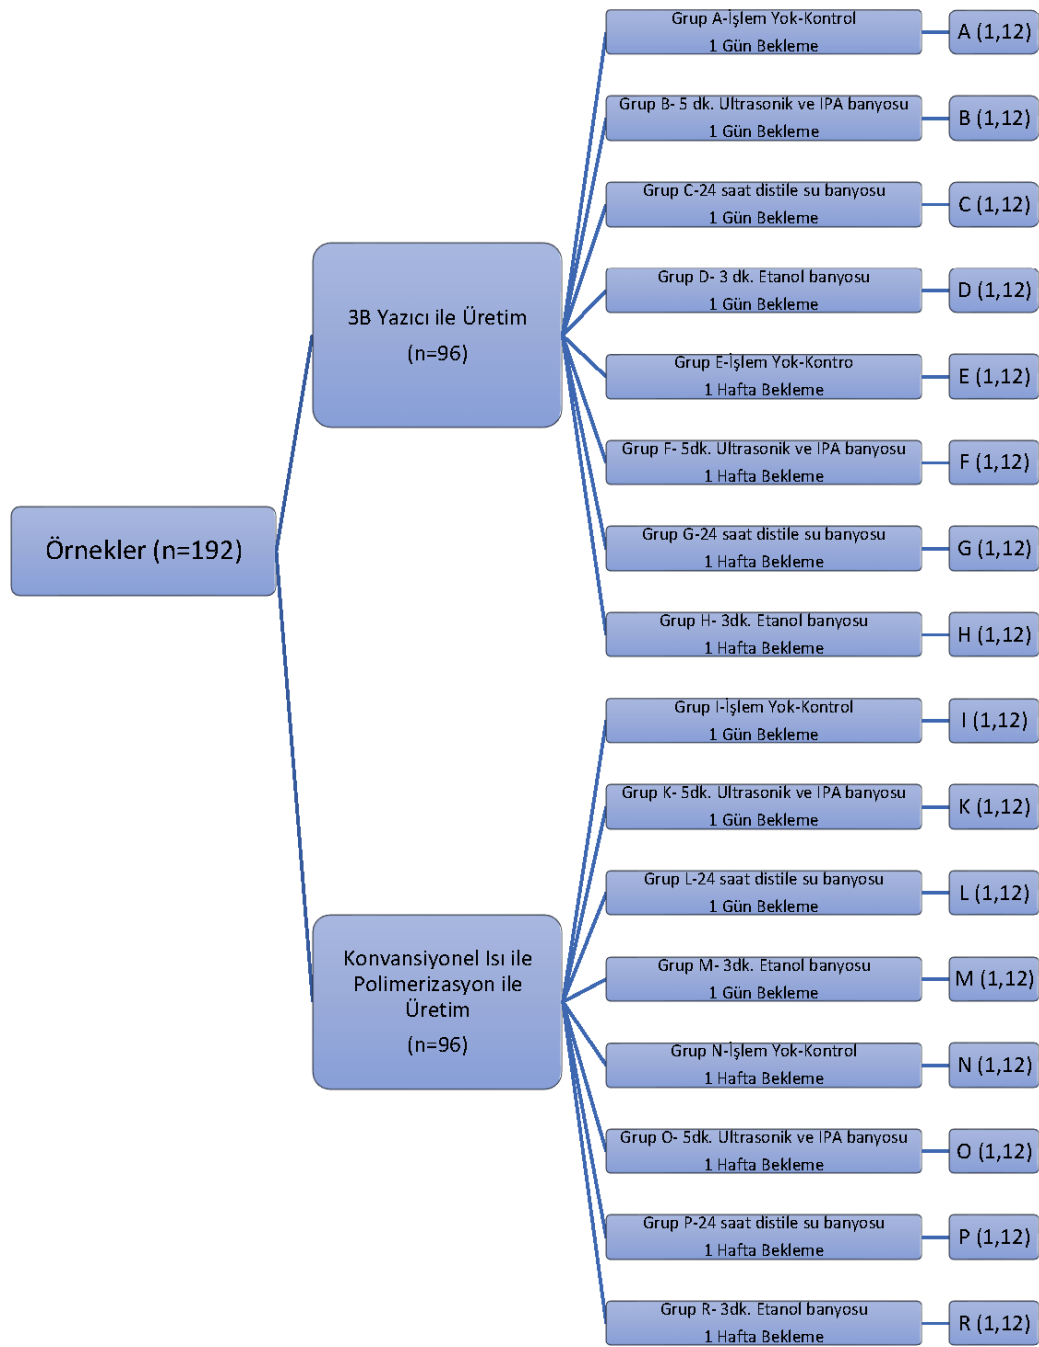 Örnekler (n=192)
3B Yazıcı ile Üretim
(n=96)
Grup A-İşlem Yok-Kontrol
1 Gün Bekleme
A (1,12)
Grup B- 5 dk. Ultrasonik ve IPA banyosu
1 Gün Bekleme
B (1,12)
Grup C-24 saat distile su banyosu
1 Gün Bekleme
C (1,12)
Grup D- 3 dk. Etanol banyosu
1 Gün Bekleme
D (1,12)
Grup E-İşlem Yok-Kontro
1 Hafta Bekleme
E (1,12)
Grup F- 5dk. Ultrasonik ve IPA banyosu
1 Hafta Bekleme
F (1,12)
Grup G-24 saat distile su banyosu
1 Hafta Bekleme
G (1,12)
Grup H- 3dk. Etanol banyosu
1 Hafta Bekleme
H (1,12)
Konvansiyonel Isı ile
Polimerizasyon ile
Üretim
(n=96)
Grup I-İşlem Yok-Kontrol
1 Gün Bekleme
I (1,12)
Grup K- 5dk. Ultrasonik ve IPA banyosu
1 Gün Bekleme
K (1,12)
Grup L-24 saat distile su banyosu
1 Gün Bekleme
L (1,12)
Grup M- 3dk. Etanol banyosu
1 Gün Bekleme
M (1,12)
Grup N-İşlem Yok-Kontrol
1 Hafta Bekleme
N (1,12)
Grup O- 5dk. Ultrasonik ve IPA banyosu
1 Hafta Bekleme
O (1,12)
Grup P-24 saat distile su banyosu
1 Hafta Bekleme
P (1,12)
Grup R- 3dk. Etanol banyosu
1 Hafta Bekleme
R (1,12)